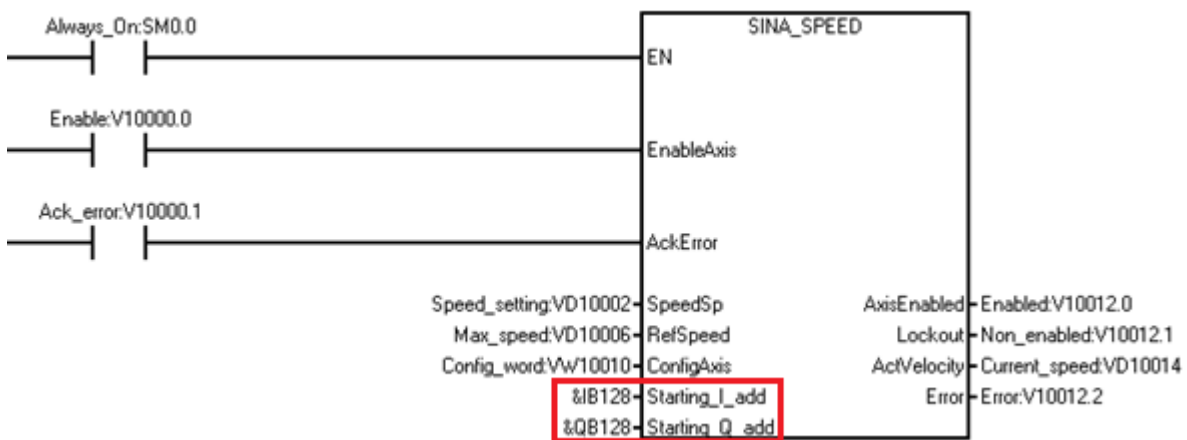 Always_On:SM0.0
SINA_SPEED
EN
Enable:V10000.0
EnableAxis
Ack_error:V10000.1
AckError
Speed_setting:VD10002 SpeedSp AxisEnabled Enabled:V10012.0
Max_speed:VD10006 RefSpeed Lockout Non_enabled:V10012.1
Config_word:VW10010 ConfigAxis ActVelocity Current_speed:VD10014
&IB128 Starting_I_add Error Error:V10012.2
&QB128 Starting_Q_add